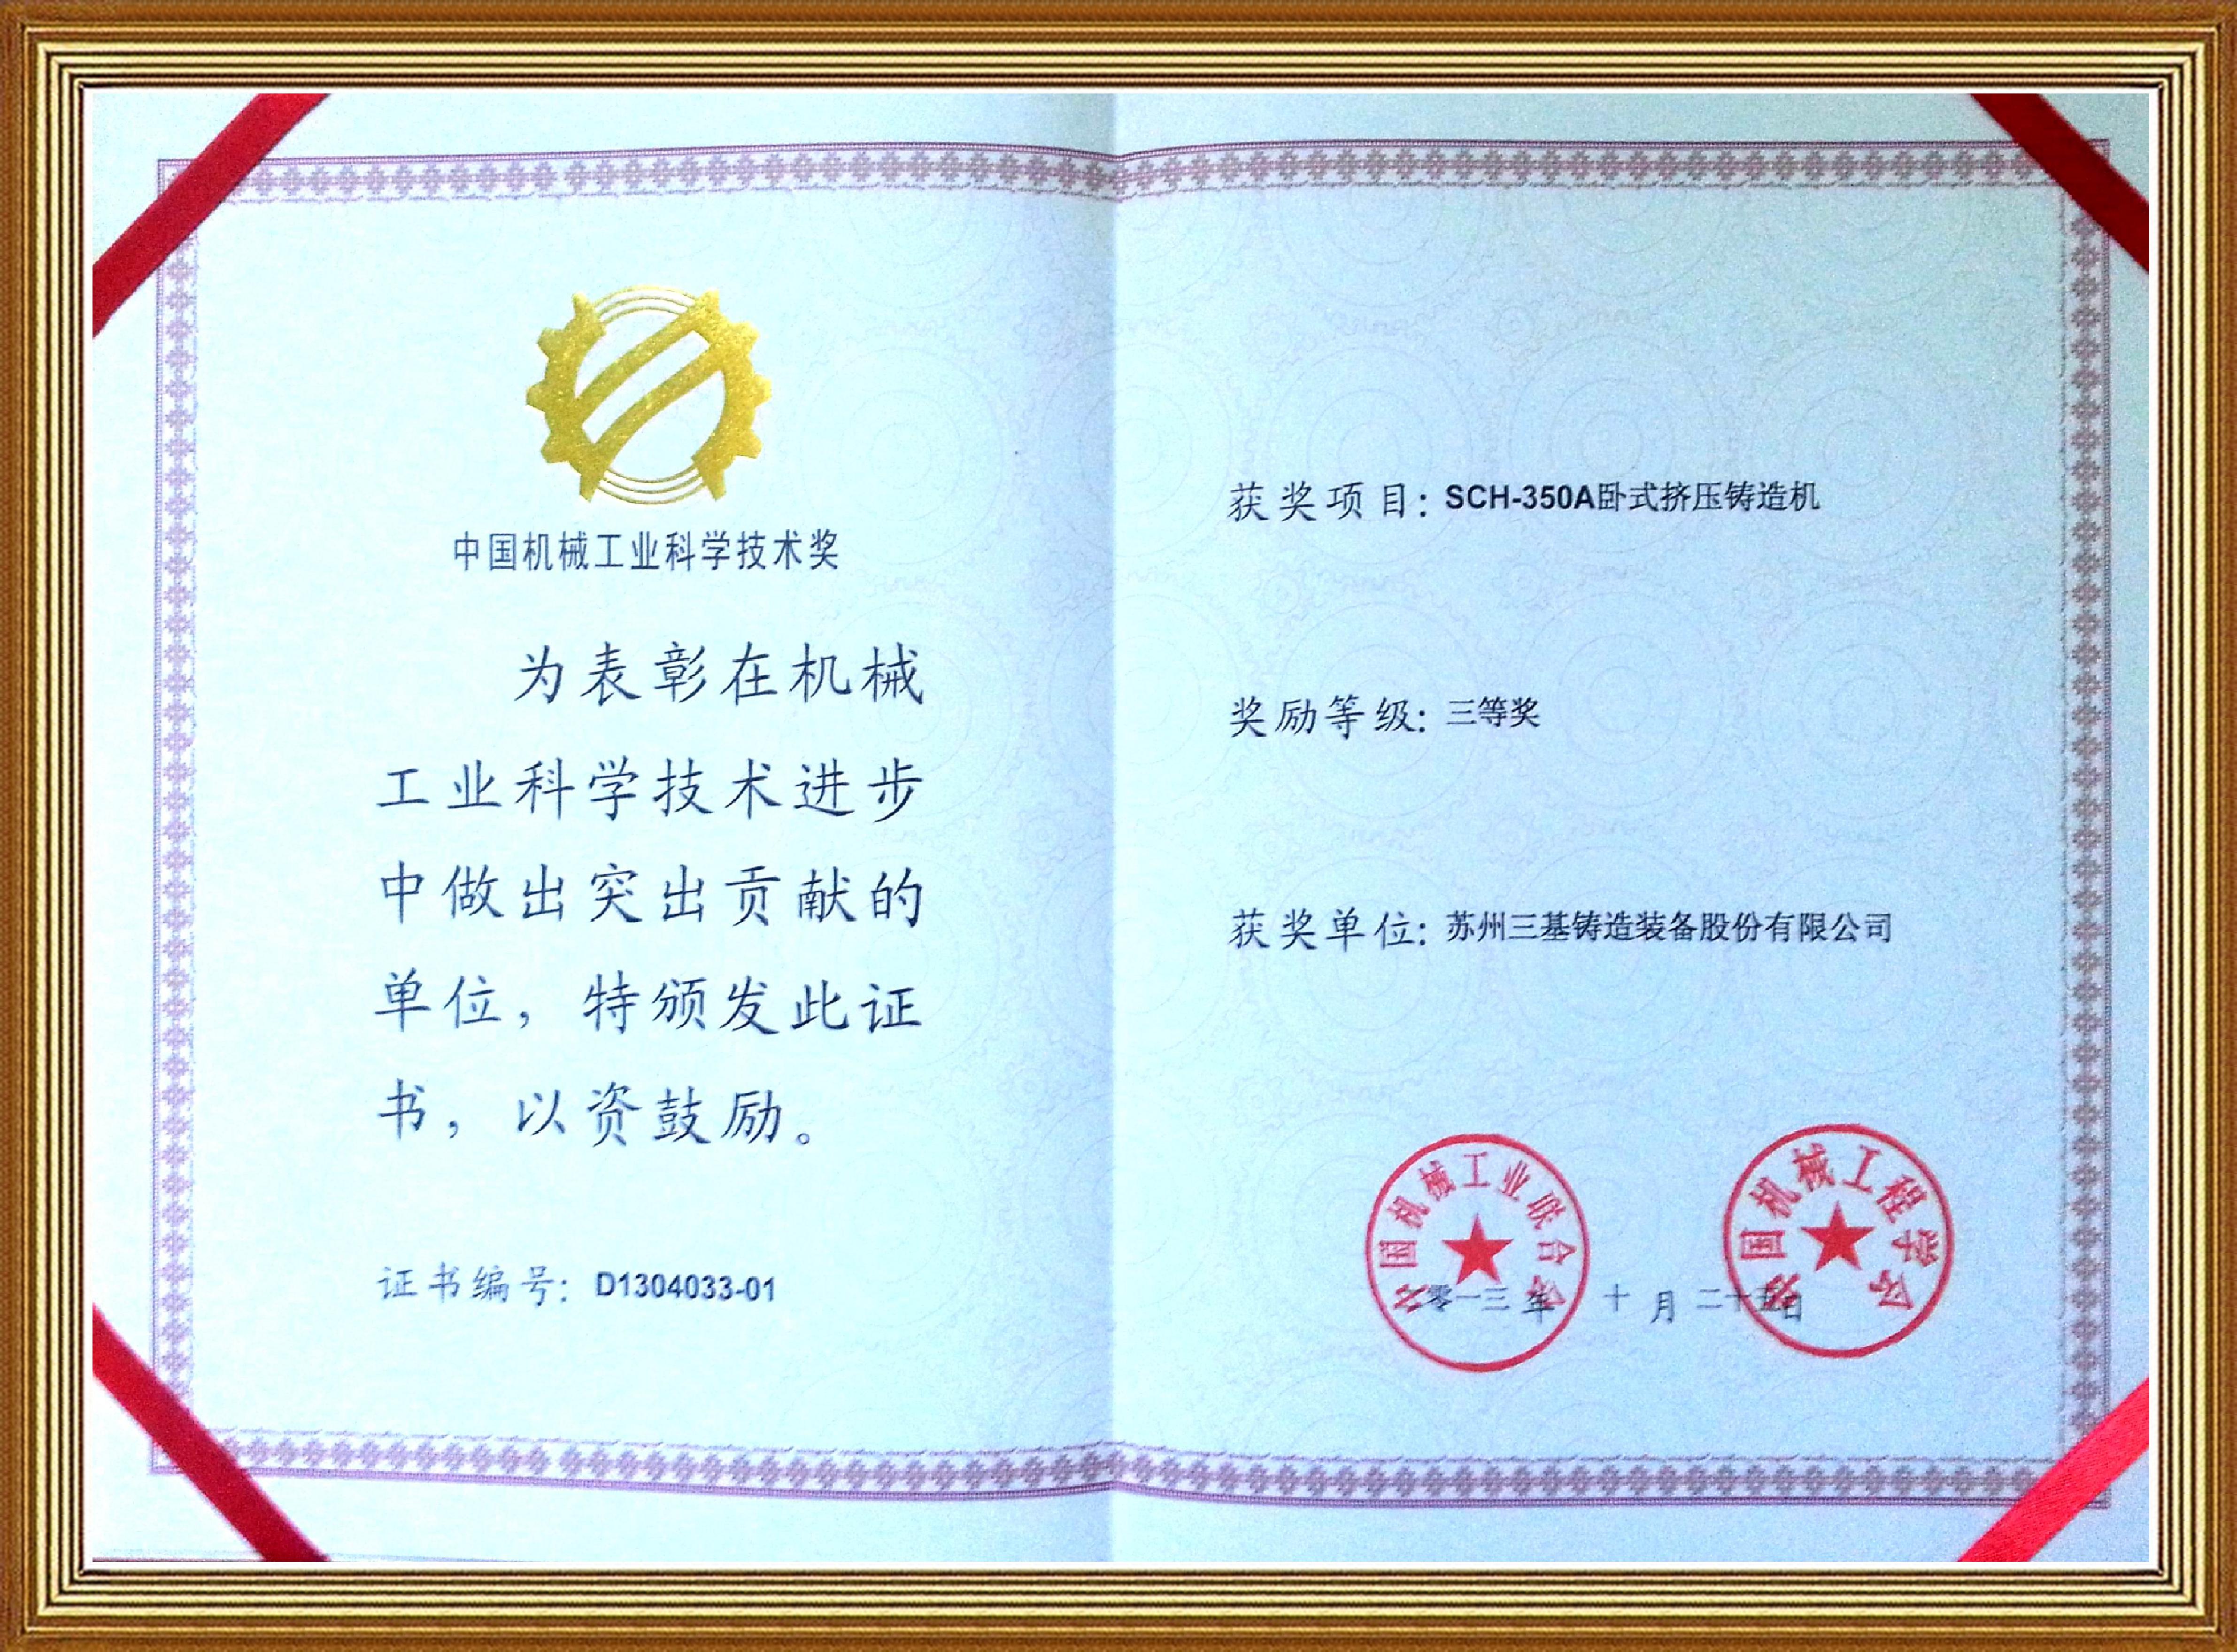 中国机械工业科学技术奖
为表彰在机械
工业科学技术进步
中做出突出贡献的
单位，特颁发此证
书，以资鼓励。
证书编号：D1304033-01
获奖项目：SCH-350A卧式挤压铸造机
奖励等级：三等奖
获奖单位：苏州三基铸造装备股份有限公司
中国机械工业联合会
中国机械工程学会
零一三年十月二十五日